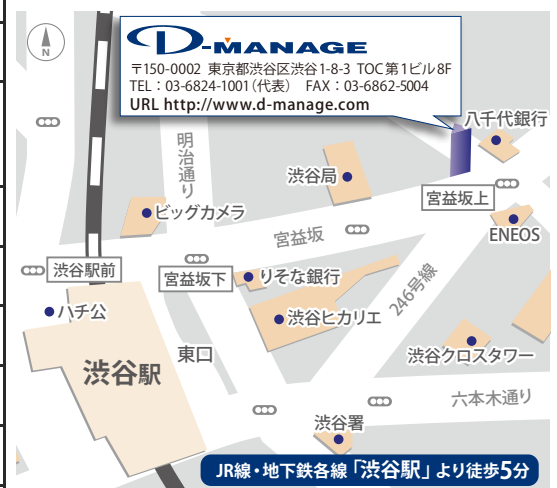 N
D-MANAGE
〒150-0002 東京都渋谷区渋谷1-8-3 TOC第1ビル8F
TEL：03-6824-1001(代表) FAX：03-6862-5004
URL http://www.d-manage.com
八千代銀行
明治通り
渋谷局
宮益坂上
ビッグカメラ
宮益坂
ENEOS
渋谷駅前
宮益坂下
りそな銀行
246号線
ハチ公
渋谷ヒカリエ
東口
渋谷クロスタワー
渋谷駅
六本木通り
渋谷署
JR線・地下鉄各線「渋谷駅」より徒歩5分